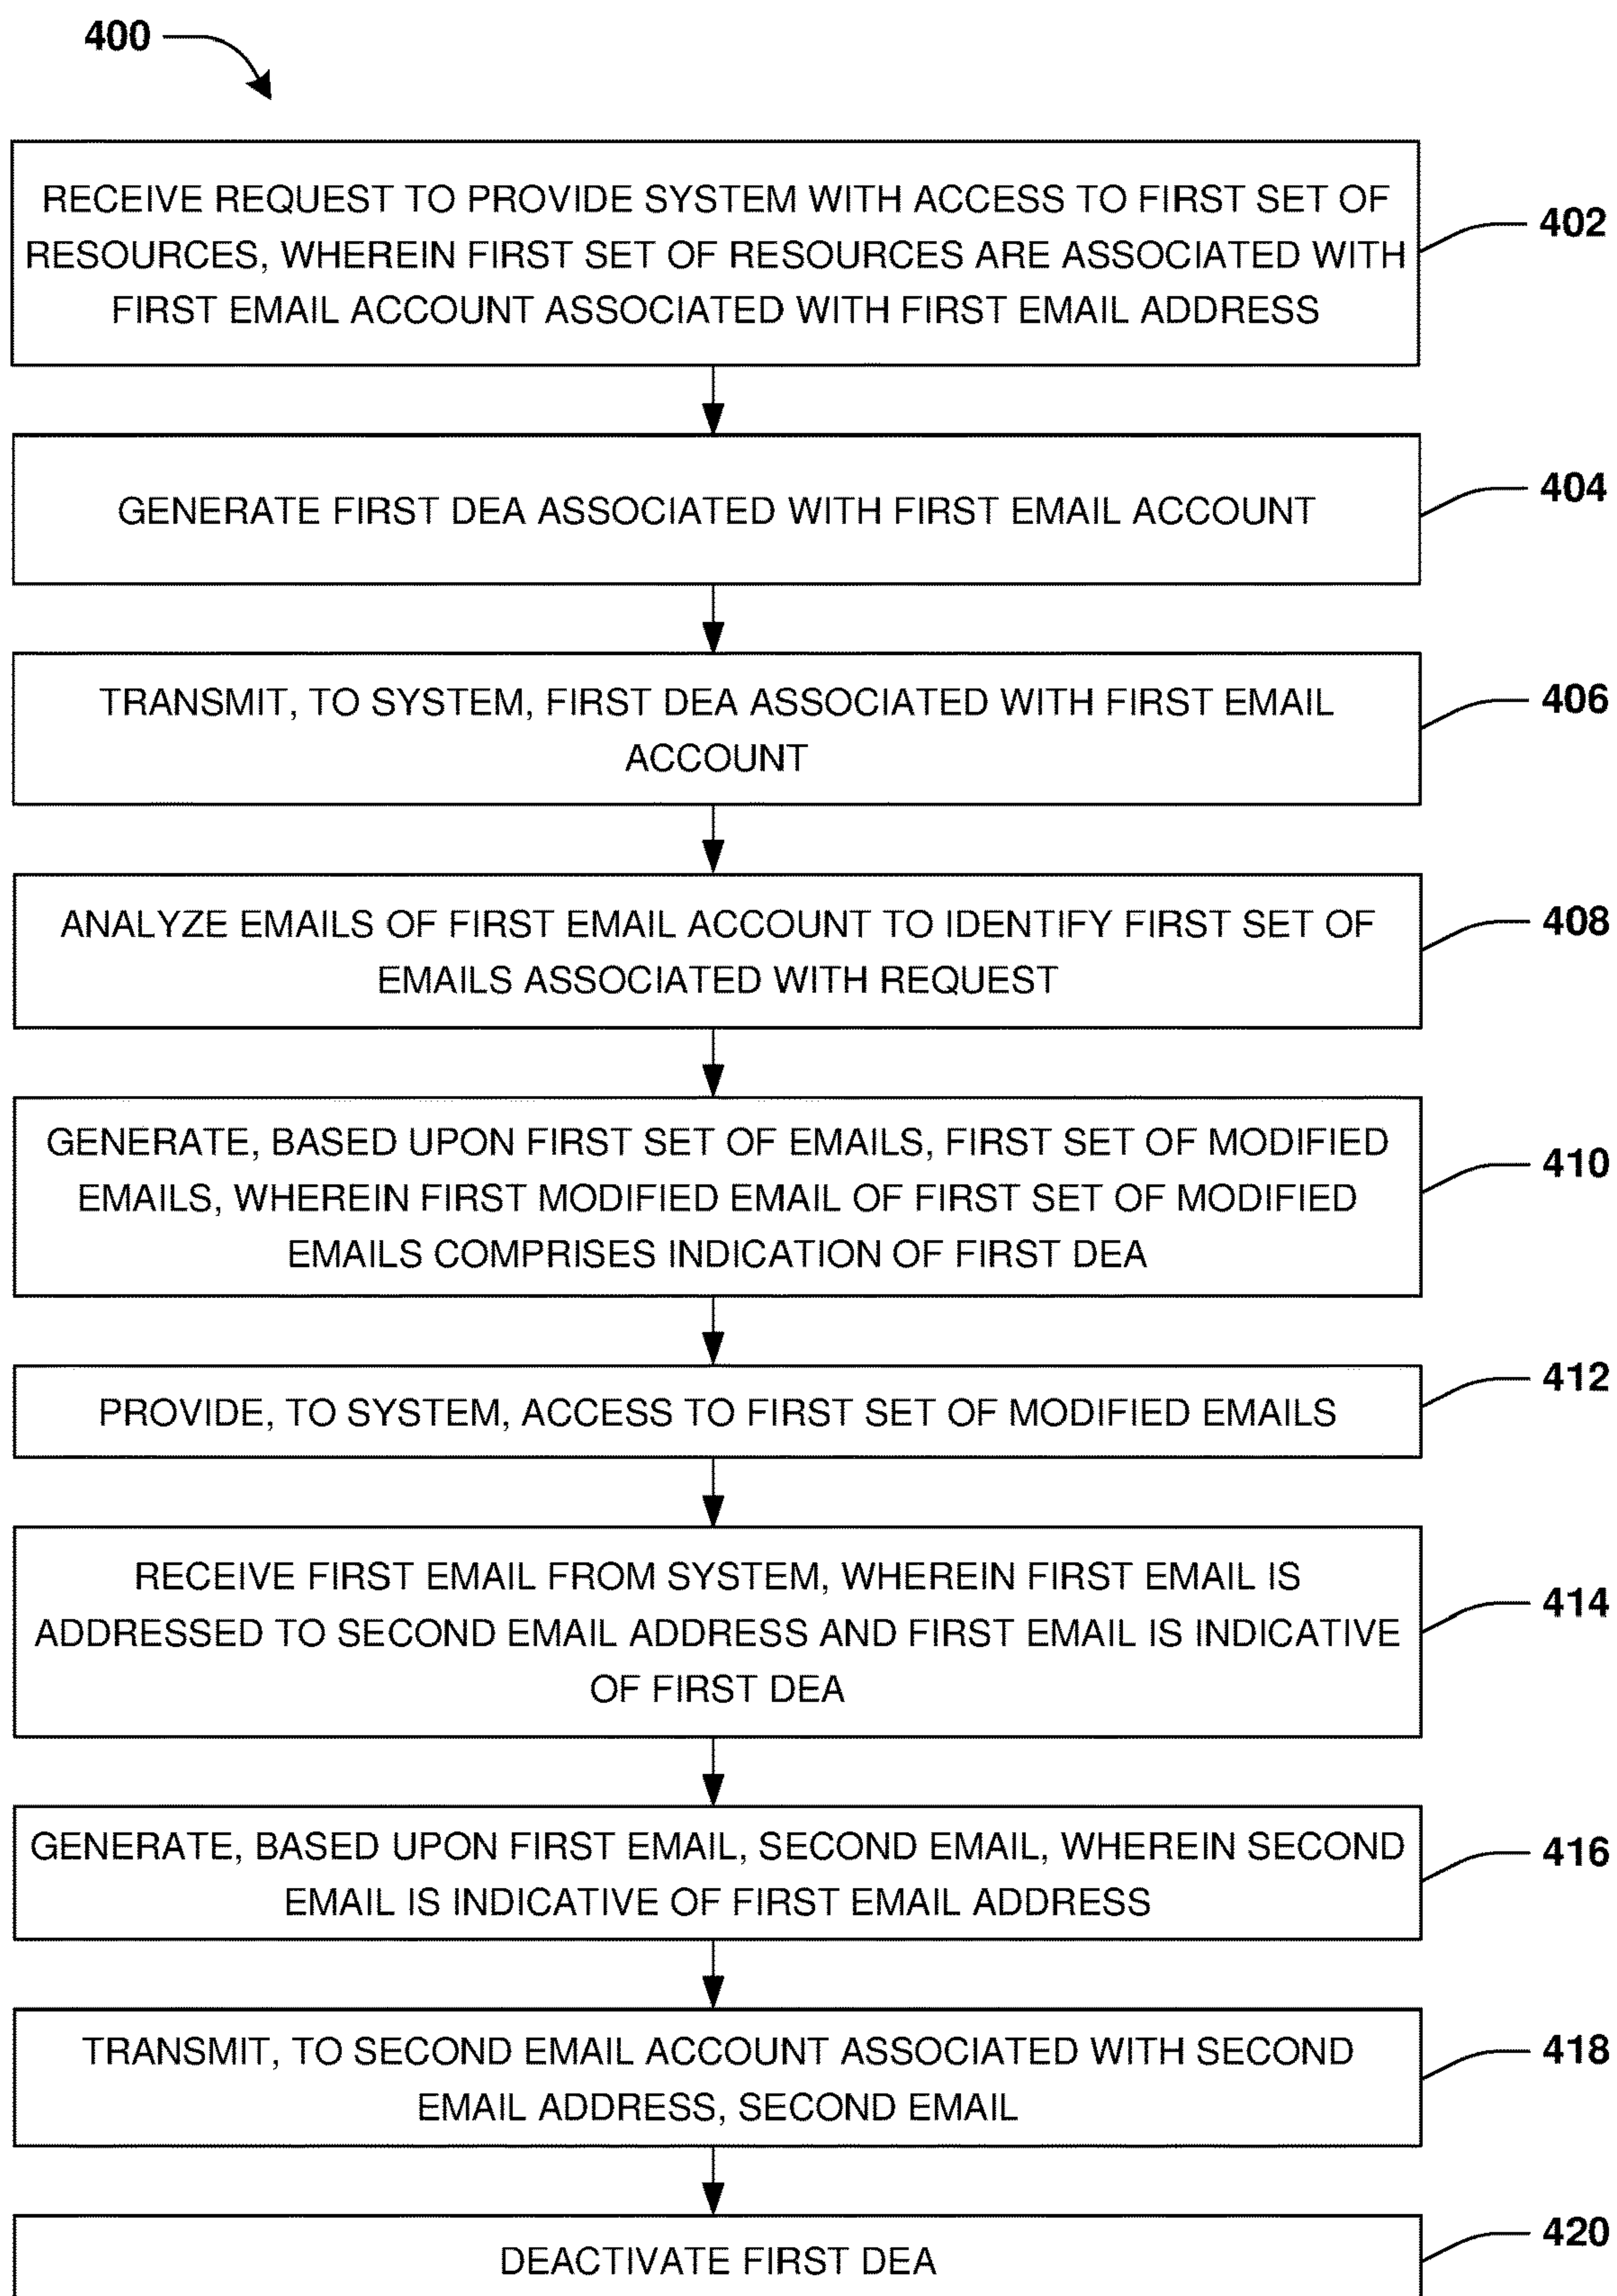 400
RECEIVE REQUEST TO PROVIDE SYSTEM WITH ACCESS TO FIRST SET OF
RESOURCES, WHEREIN FIRST SET OF RESOURCES ARE ASSOCIATED WITH
FIRST EMAIL ACCOUNT ASSOCIATED WITH FIRST EMAIL ADDRESS
402
GENERATE FIRST DEA ASSOCIATED WITH FIRST EMAIL ACCOUNT
404
TRANSMIT, TO SYSTEM, FIRST DEA ASSOCIATED WITH FIRST EMAIL
ACCOUNT
406
ANALYZE EMAILS OF FIRST EMAIL ACCOUNT TO IDENTIFY FIRST SET OF
EMAILS ASSOCIATED WITH REQUEST
408
GENERATE, BASED UPON FIRST SET OF EMAILS, FIRST SET OF MODIFIED
EMAILS, WHEREIN FIRST MODIFIED EMAIL OF FIRST SET OF MODIFIED
EMAILS COMPRISES INDICATION OF FIRST DEA
410
PROVIDE, TO SYSTEM, ACCESS TO FIRST SET OF MODIFIED EMAILS
412
RECEIVE FIRST EMAIL FROM SYSTEM, WHEREIN FIRST EMAIL IS
ADDRESSED TO SECOND EMAIL ADDRESS AND FIRST EMAIL IS INDICATIVE
OF FIRST DEA
414
GENERATE, BASED UPON FIRST EMAIL, SECOND EMAIL, WHEREIN SECOND
EMAIL IS INDICATIVE OF FIRST EMAIL ADDRESS
416
TRANSMIT, TO SECOND EMAIL ACCOUNT ASSOCIATED WITH SECOND
EMAIL ADDRESS, SECOND EMAIL
418
DEACTIVATE FIRST DEA
420